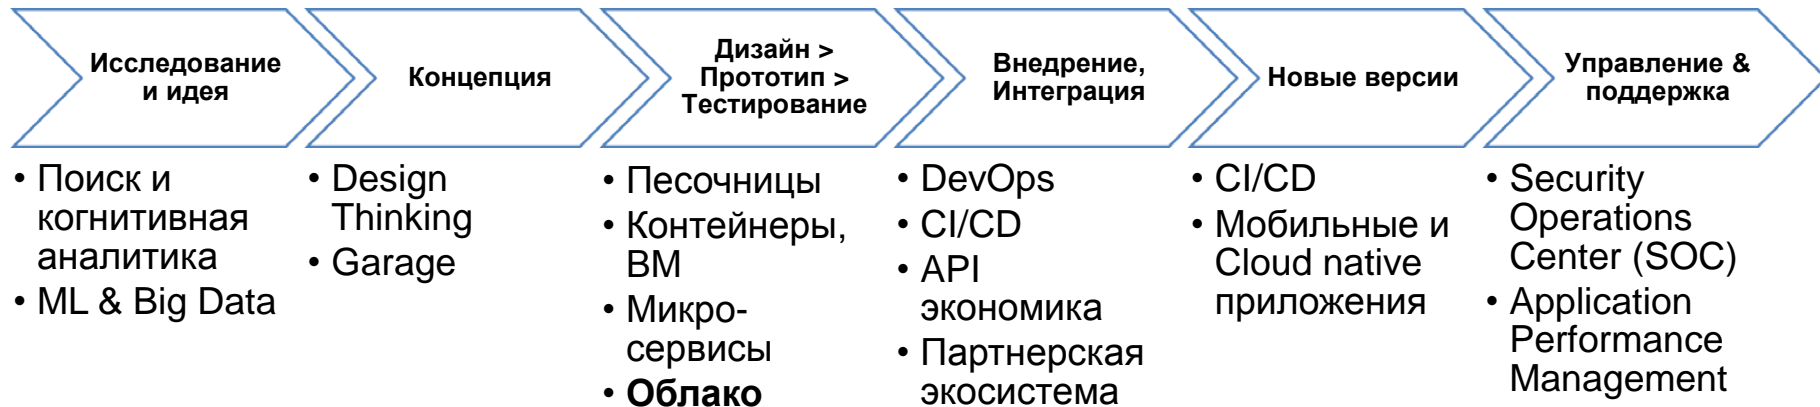 Исследование
и идея
Концепция
Дизайн >
Прототип >
Тестирование
Внедрение,
Интеграция
Новые версии
Управление &
поддержка
• Поиск и
когнитивная
аналитика
• ML & Big Data
• Design
Thinking
• Garage
• Песочницы
• Контейнеры,
ВМ
• Микро-
сервисы
• Облако
• DevOps
• CI/CD
• API
экономика
• Партнерская
экосистема
• CI/CD
• Мобильные и
Cloud native
приложения
• Security
Operations
Center (SOC)
• Application
Performance
Management